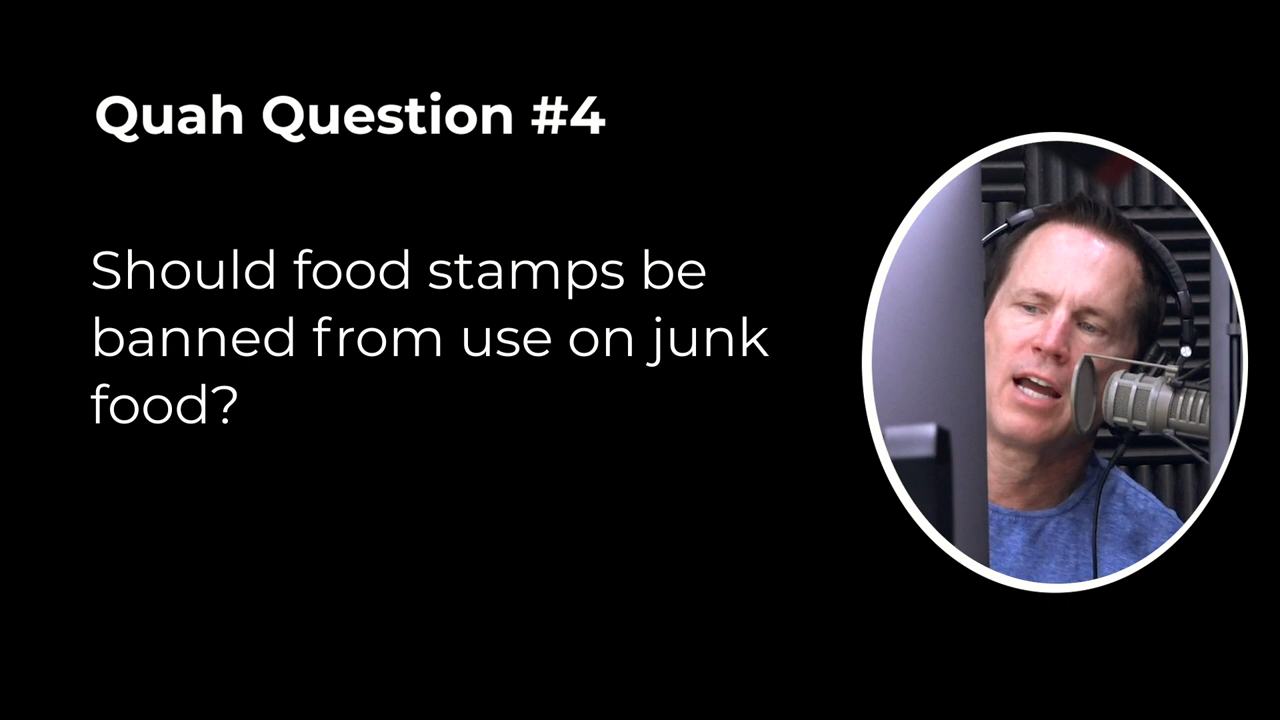 Quah Question #4
Should food stamps be
banned from use on junk
food?